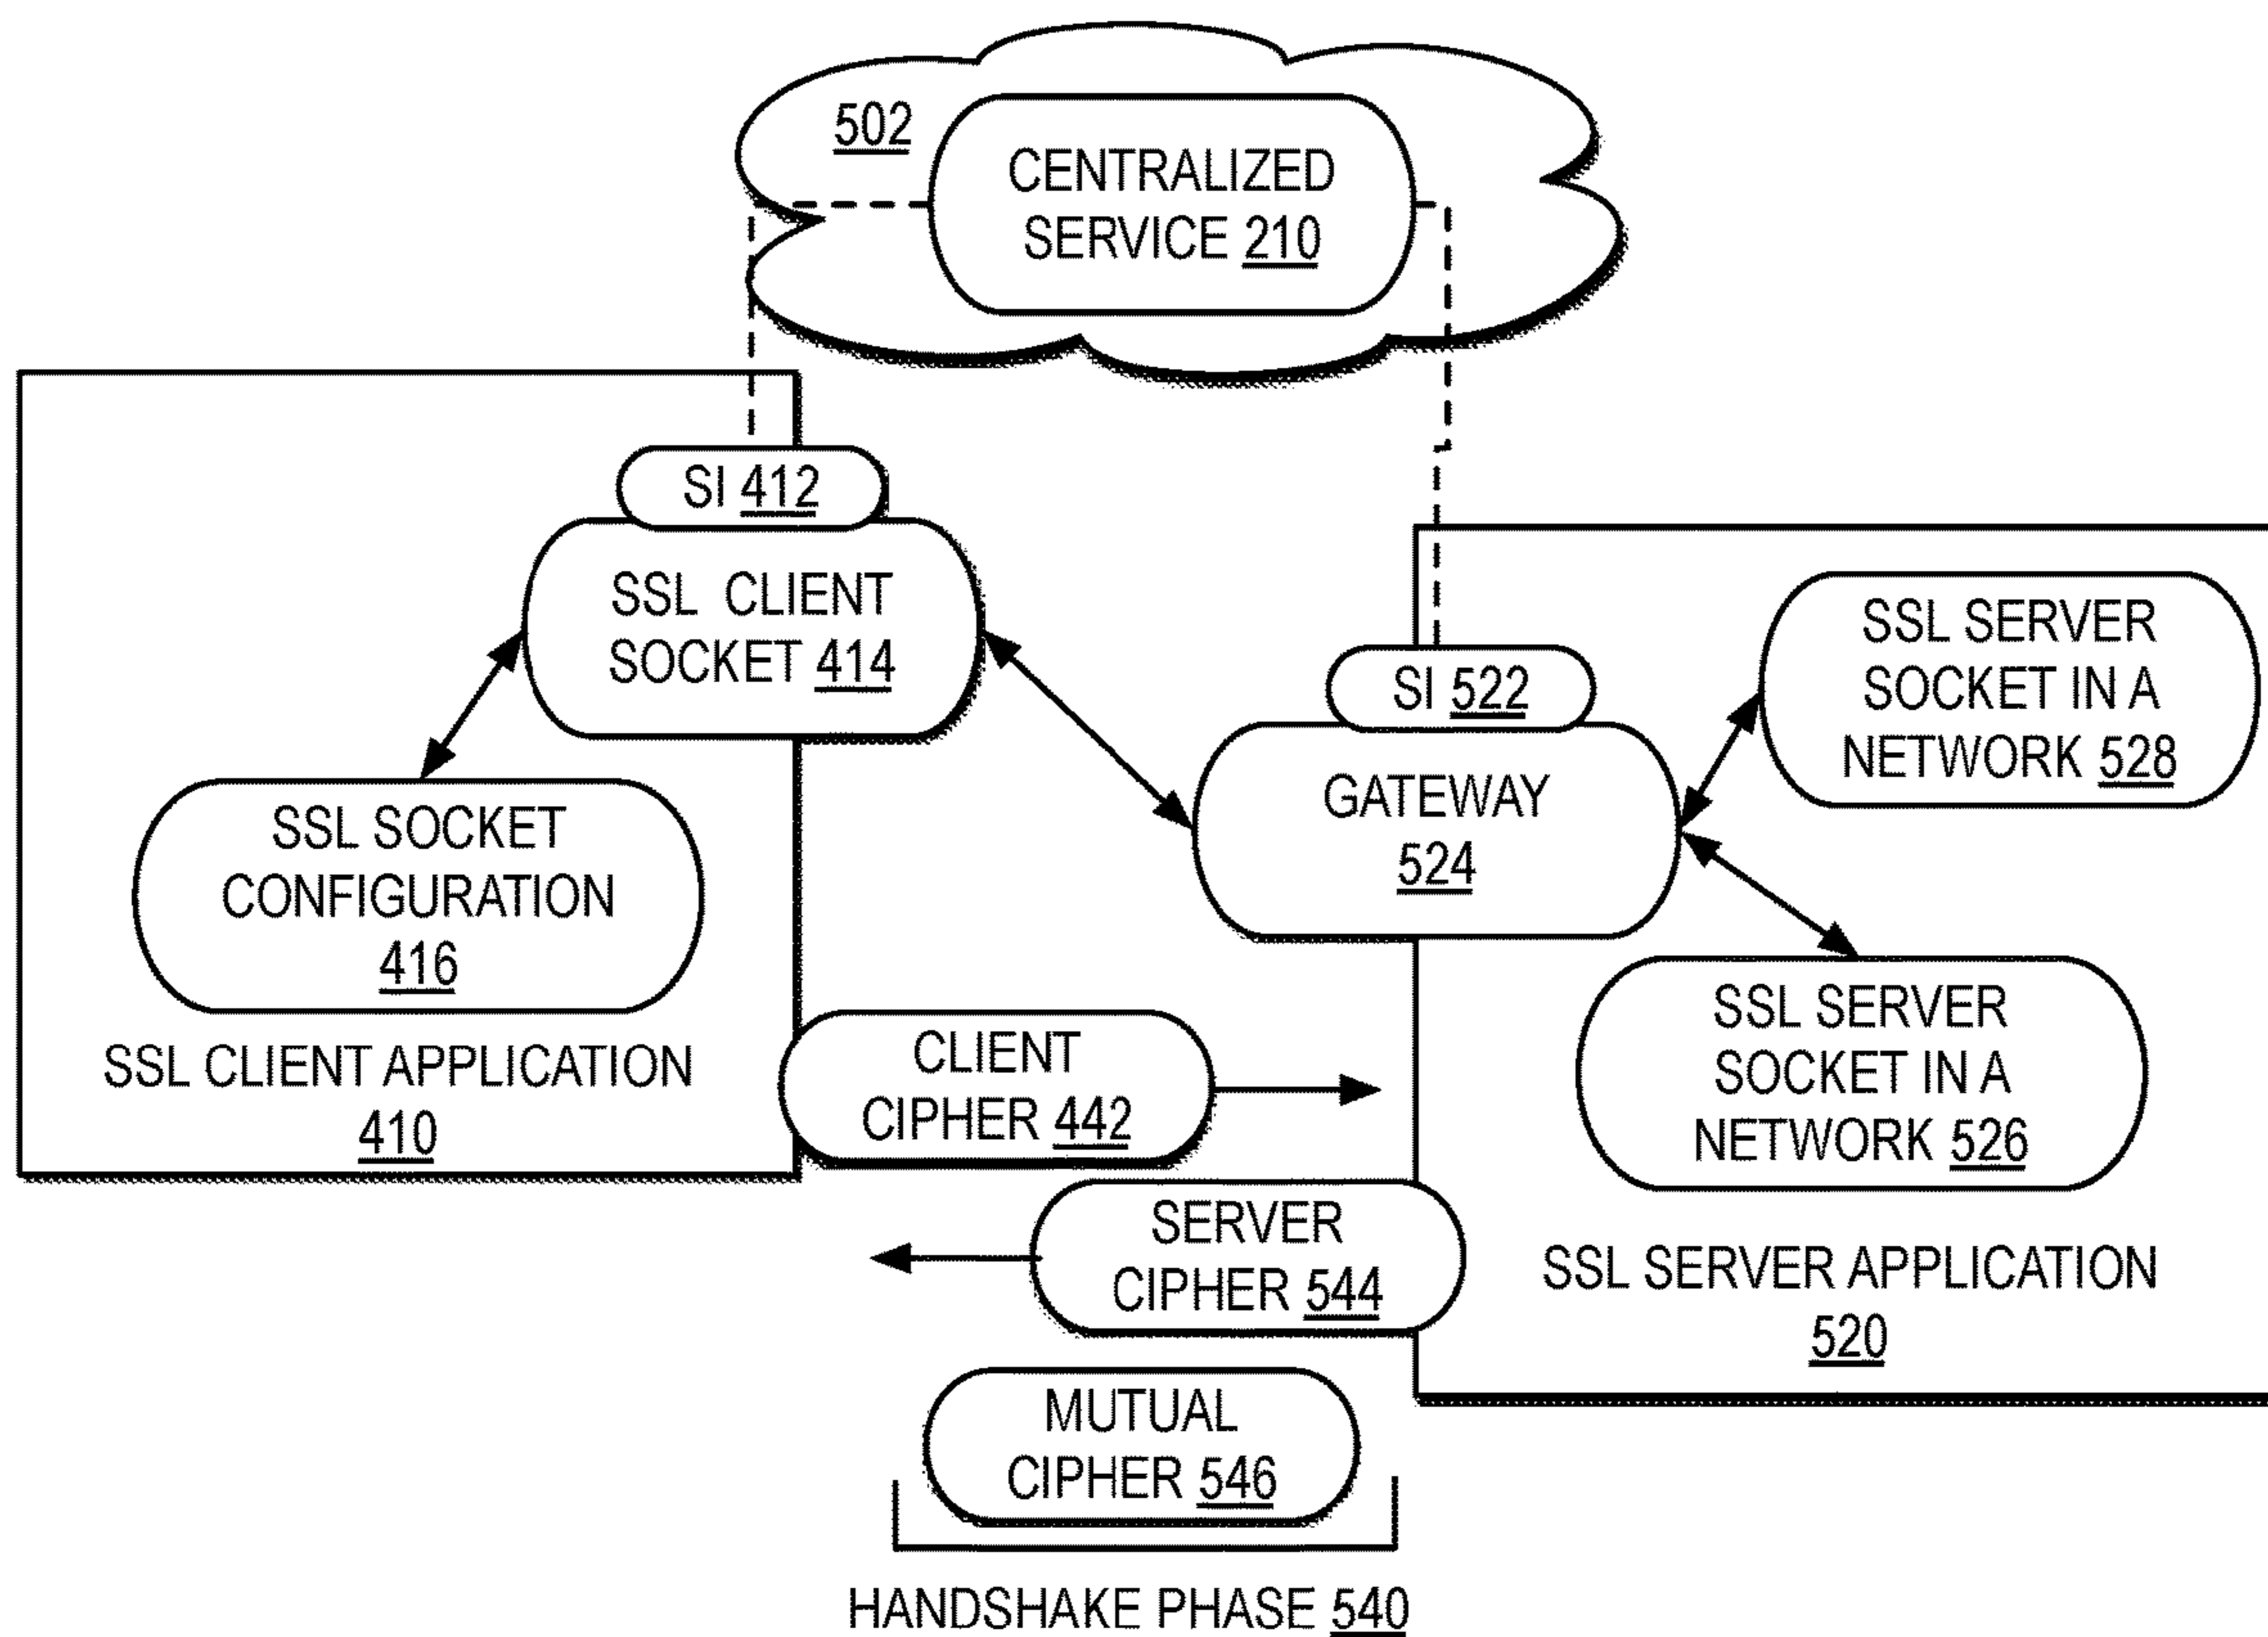 502
CENTRALIZED
SERVICE 210
SI 412
SSL CLIENT
SOCKET 414
SSL SOCKET
CONFIGURATION
416
SSL CLIENT APPLICATION
410
SI 522
GATEWAY
524
SSL SERVER
SOCKET IN A
NETWORK 528
SSL SERVER
SOCKET IN A
NETWORK 526
SSL SERVER APPLICATION
520
CLIENT
CIPHER 442
SERVER
CIPHER 544
MUTUAL
CIPHER 546
HANDSHAKE PHASE 540